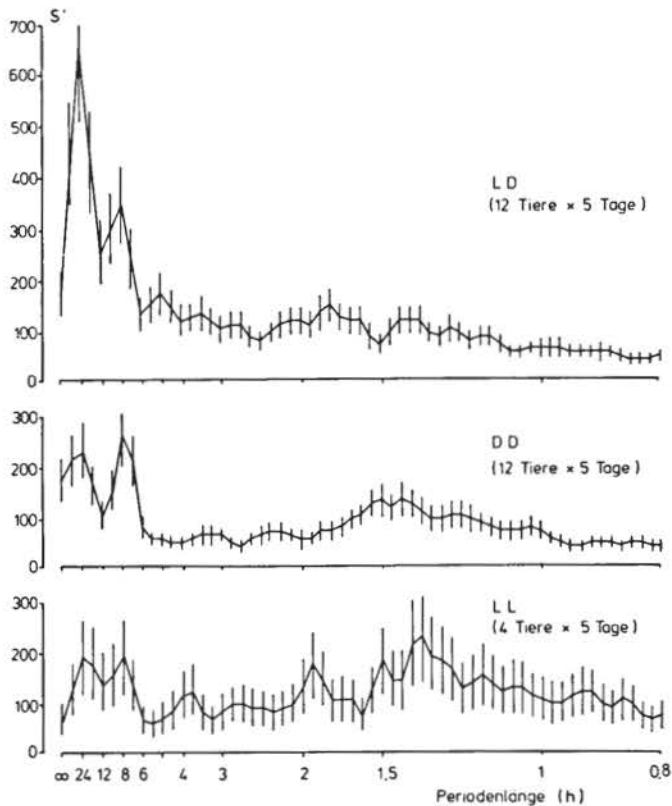 S'
700
600
500
400
300
200
100
0
LD
(12 Tiere × 5 Tage)
300
200
100
0
DD
(12 Tiere × 5 Tage)
300
200
100
0
LL
(4 Tiere × 5 Tage)
∞ 24 12 8 6 4 3 2 1,5 1 0,8
Periodenlänge (h)